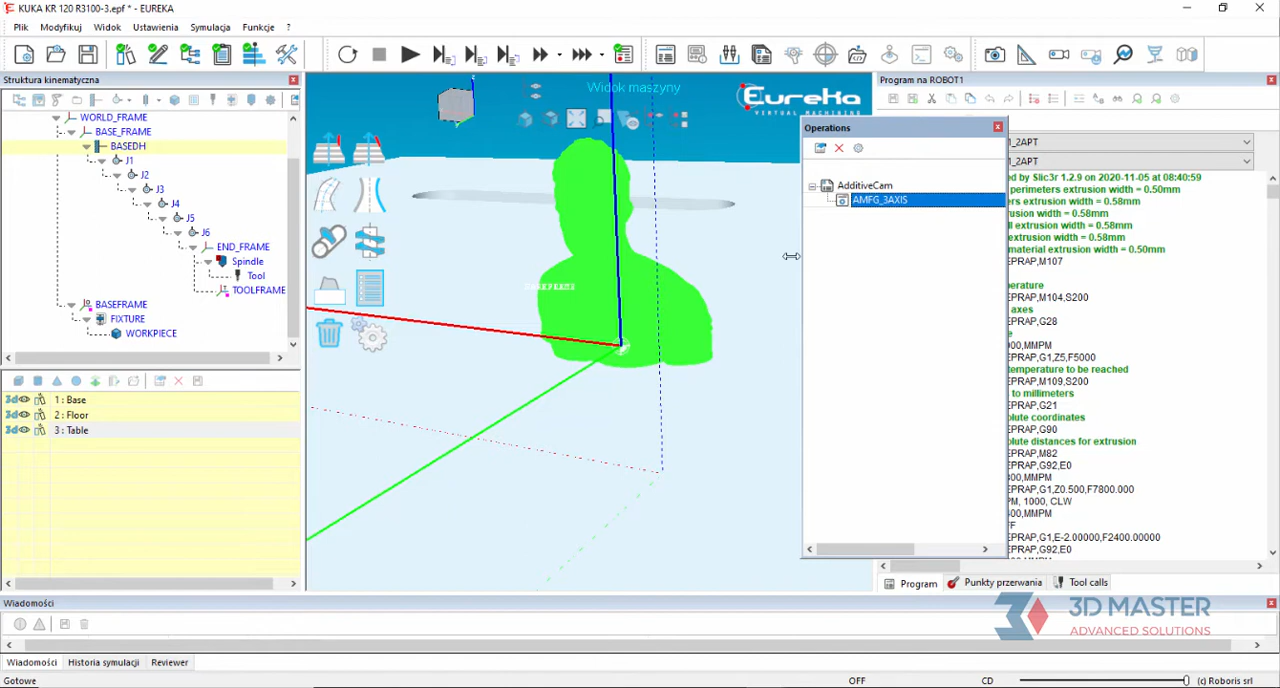 KUKA KR 120 R3100-3.epf * - EUREKA
Plik Modyfikuj Widok Ustawienia Symulacja Funkcje ?
Struktura kinematyczna
WORLD_FRAME
BASE_FRAME
BASEDH
J1
J2
J3
J4
J5
J6
END_FRAME
Spindle
Tool
TOOLFRAME
BASEFRAME
FIXTURE
WORKPIECE
1 : Base
2 : Floor
3 : Table
Widok maszyny
Eureka
VIRTUAL MACHINING
Operations
AdditiveCam
AMFG_3AXIS
Program na ROBOT1
1_2APT
1_2APT
ed by Slic3r 1.2.9 on 2020-11-05 at 08:40:59
perimeters extrusion width = 0.50mm
extrusion width = 0.58mm
ll extrusion width = 0.58mm
extrusion width = 0.58mm
material extrusion width = 0.50mm
EPRAP,M107
perature
EPRAP,M104,S200
axes
EPRAP,G28
000,MMPM
EPRAP,G1,Z5,F5000
temperature to be reached
EPRAP,M109,S200
to millimeters
EPRAP,G21
olute coordinates
EPRAP,G90
olute distances for extrusion
EPRAP,M82
EPRAP,G92,E0
MMPM
EPRAP,G1,Z0.500,F7800.000
PM, 1000, CLW
400,MMPM
FF
EPRAP,G1,E-2.00000,F2400.00000
EPRAP,G92,E0
Program Punkty przerwania Tool calls
Wiadomości
3D MASTER
ADVANCED SOLUTIONS
Wiadomości Historia symulacji Reviewer
Gotowe OFF CD (c) Roboris srl